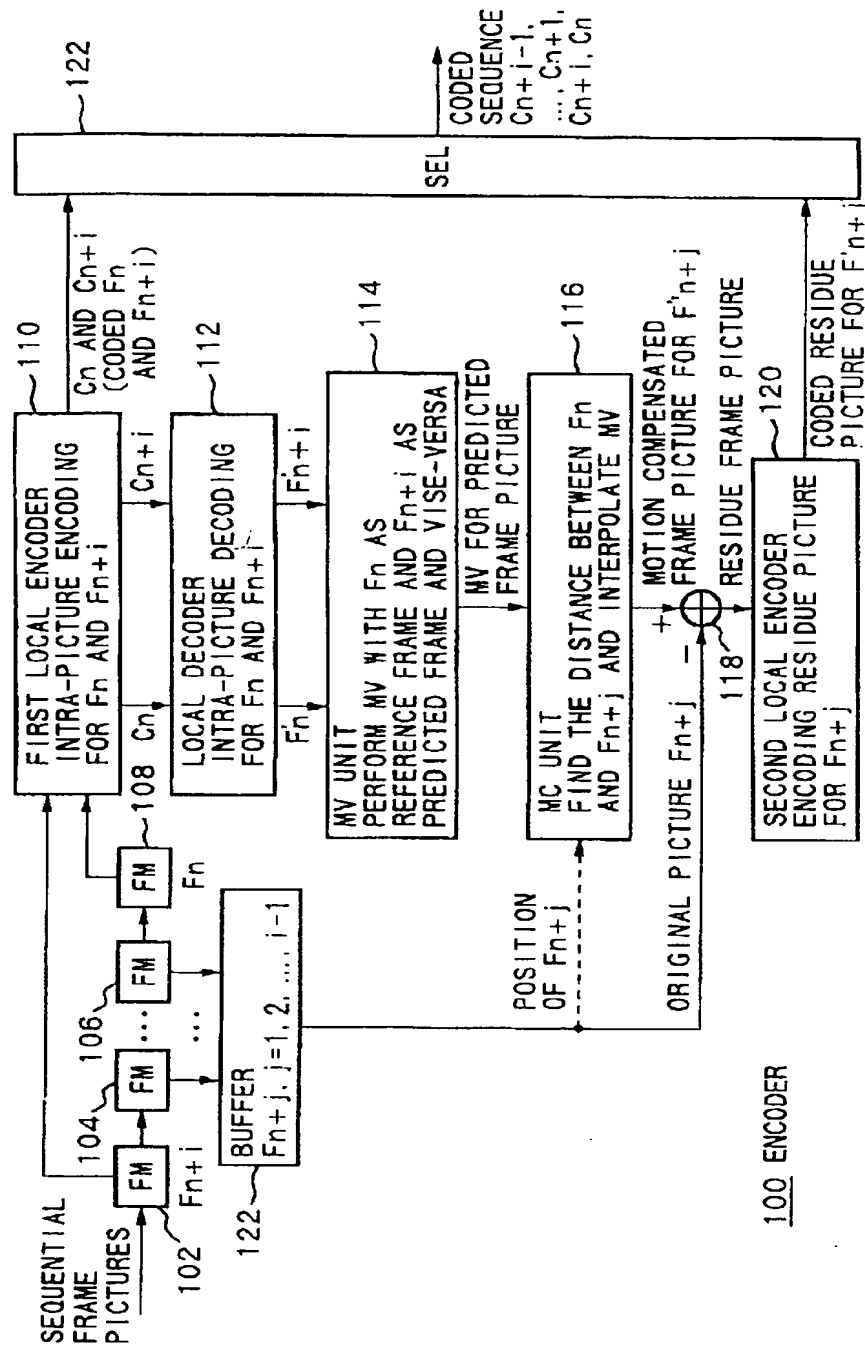 SEQUENTIAL
FRAME
PICTURES
102
FM
Fn+i
104
FM
...
106
FM
108
FM
Fn
122
BUFFER
Fn+j, j=1, 2, ..., i-1
...
110
FIRST LOCAL ENCODER
INTRA-PICTURE ENCODING
FOR Fn AND Fn+i
Cn AND Cn+i
(CODED Fn
AND Fn+i)
Cn
Cn+i
112
LOCAL DECODER
INTRA-PICTURE DECODING
FOR Fn AND Fn+i
F'n
F'n+i
114
MV UNIT
PERFORM MV WITH Fn AS
REFERENCE FRAME AND Fn+i AS
PREDICTED FRAME AND VISE-VERSA
MV FOR PREDICTED
FRAME PICTURE
116
MC UNIT
FIND THE DISTANCE BETWEEN Fn
AND Fn+j AND INTERPOLATE MV
POSITION
OF Fn+j
MOTION COMPENSATED
FRAME PICTURE FOR F'n+j
ORIGINAL PICTURE Fn+j
+
-
118
RESIDUE FRAME PICTURE
120
SECOND LOCAL ENCODER
ENCODING RESIDUE PICTURE
FOR Fn+j
CODED RESIDUE
PICTURE FOR F'n+j
122
SEL
CODED
SEQUENCE
Cn+i-1,
..., Cn+1,
Cn+i, Cn
100 ENCODER